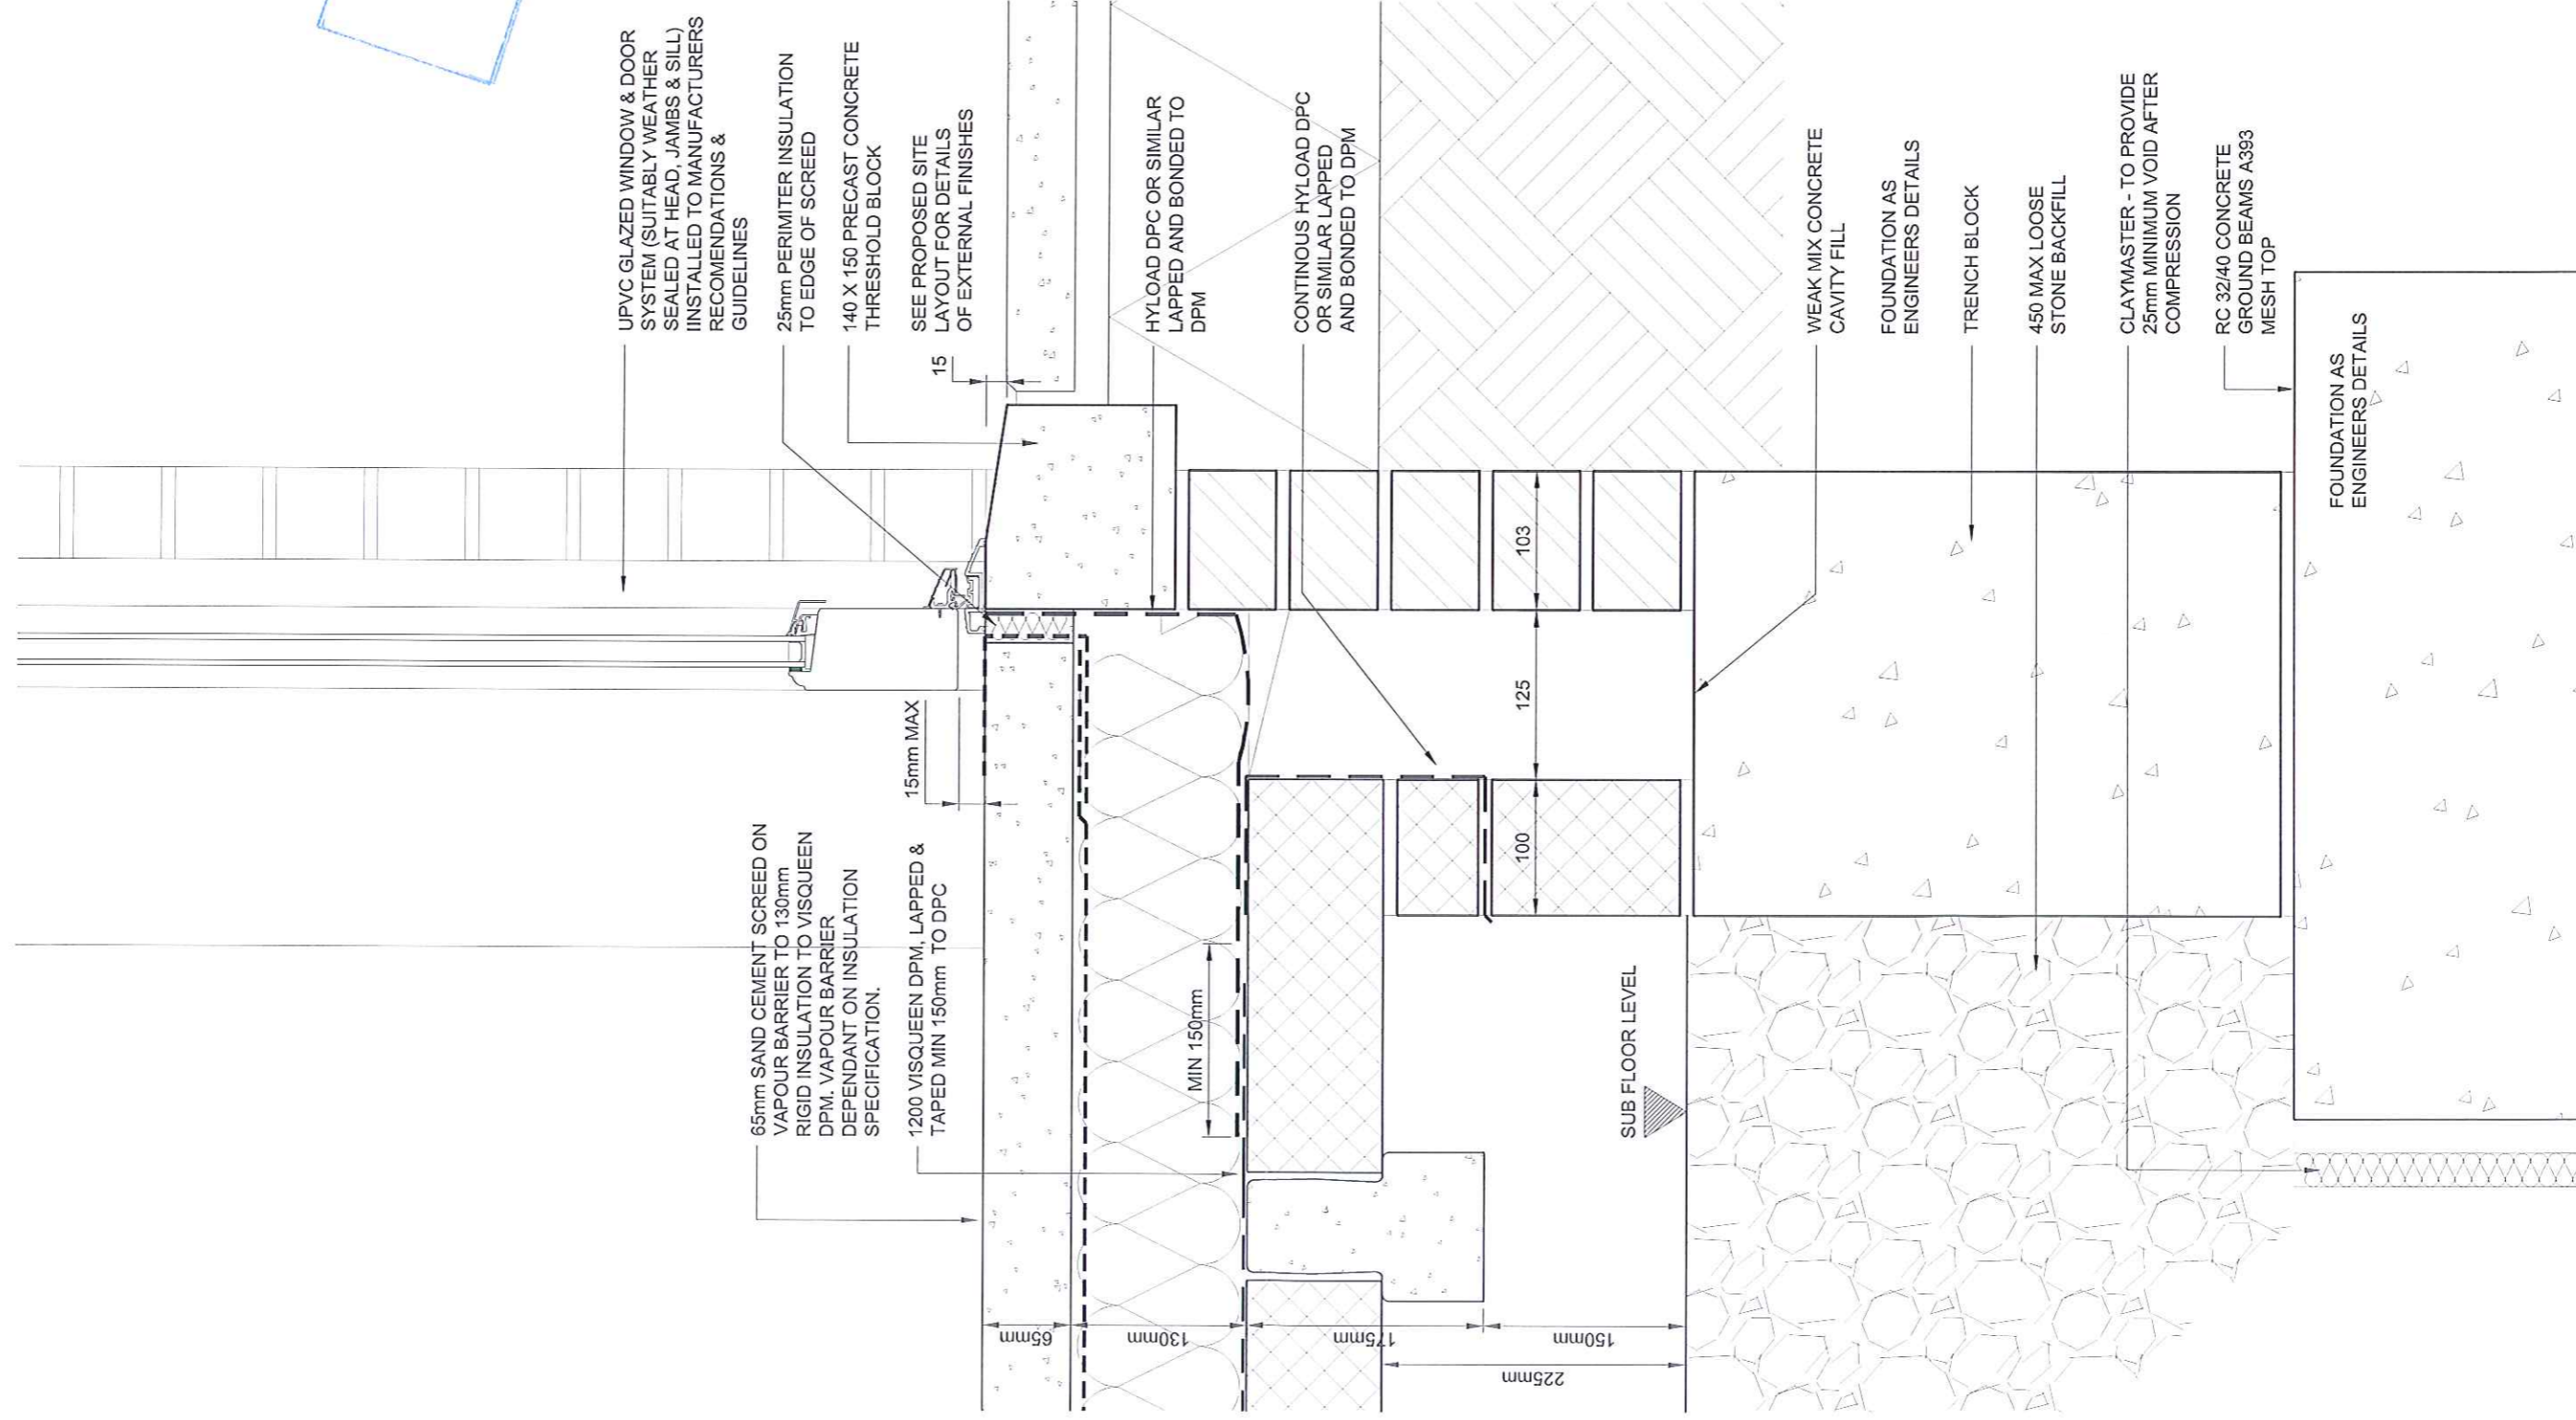 UPVC GLAZED WINDOW & DOOR
SYSTEM (SUITABLY WEATHER
SEALED AT HEAD, JAMBS & SILL)
IINSTALLED TO MANUFACTURERS
RECOMENDATIONS &
GUIDELINES
25mm PERIMITER INSULATION
TO EDGE OF SCREED
140 X 150 PRECAST CONCRETE
THRESHOLD BLOCK
SEE PROPOSED SITE
LAYOUT FOR DETAILS
OF EXTERNAL FINISHES
15
HYLOAD DPC OR SIMILAR
LAPPED AND BONDED TO
DPM
CONTINOUS HYLOAD DPC
OR SIMILAR LAPPED
AND BONDED TO DPM
WEAK MIX CONCRETE
CAVITY FILL
FOUNDATION AS
ENGINEERS DETAILS
TRENCH BLOCK
450 MAX LOOSE
STONE BACKFILL
CLAYMASTER - TO PROVIDE
25mm MINIMUM VOID AFTER
COMPRESSION
RC 32/40 CONCRETE
GROUND BEAMS A393
MESH TOP
FOUNDATION AS
ENGINEERS DETAILS
65mm SAND CEMENT SCREED ON
VAPOUR BARRIER TO 130mm
RIGID INSULATION TO VISQUEEN
DPM. VAPOUR BARRIER
DEPENDANT ON INSULATION
SPECIFICATION.
1200 VISQUEEN DPM, LAPPED &
TAPED MIN 150mm TO DPC
15mm MAX
MIN 150mm
100
125
103
SUB FLOOR LEVEL
65mm
130mm
175mm
150mm
225mm